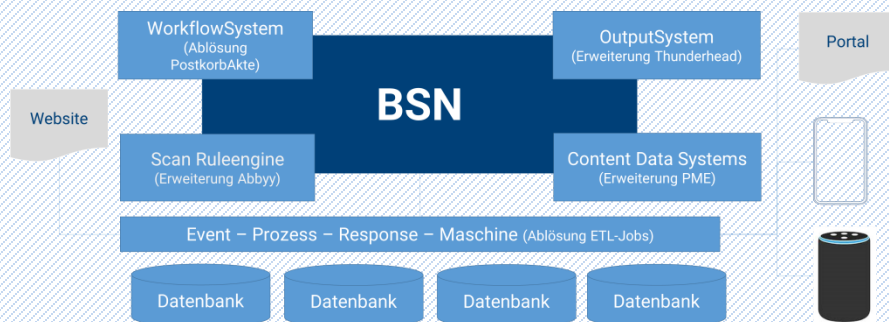 WorkflowSystem
(Ablösung
PostkorbAkte)
OutputSystem
(Erweiterung Thunderhead)
Portal
BSN
Website
Scan Ruleengine
(Erweiterung Abbyy)
Content Data Systems
(Erweiterung PME)
Event – Prozess – Response – Maschine (Ablösung ETL-Jobs)
Datenbank
Datenbank
Datenbank
Datenbank